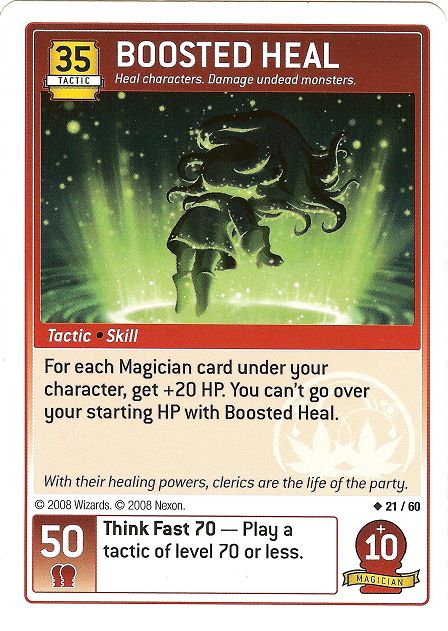 35
TACTIC
BOOSTED HEAL
Heal characters. Damage undead monsters.
Tactic • Skill
For each Magician card under your
character, get +20 HP. You can't go over
your starting HP with Boosted Heal.
With their healing powers, clerics are the life of the party.
© 2008 Wizards. © 2008 Nexon.
◆ 21 / 60
50
Think Fast 70 — Play a
tactic of level 70 or less.
+
10
MAGICIAN